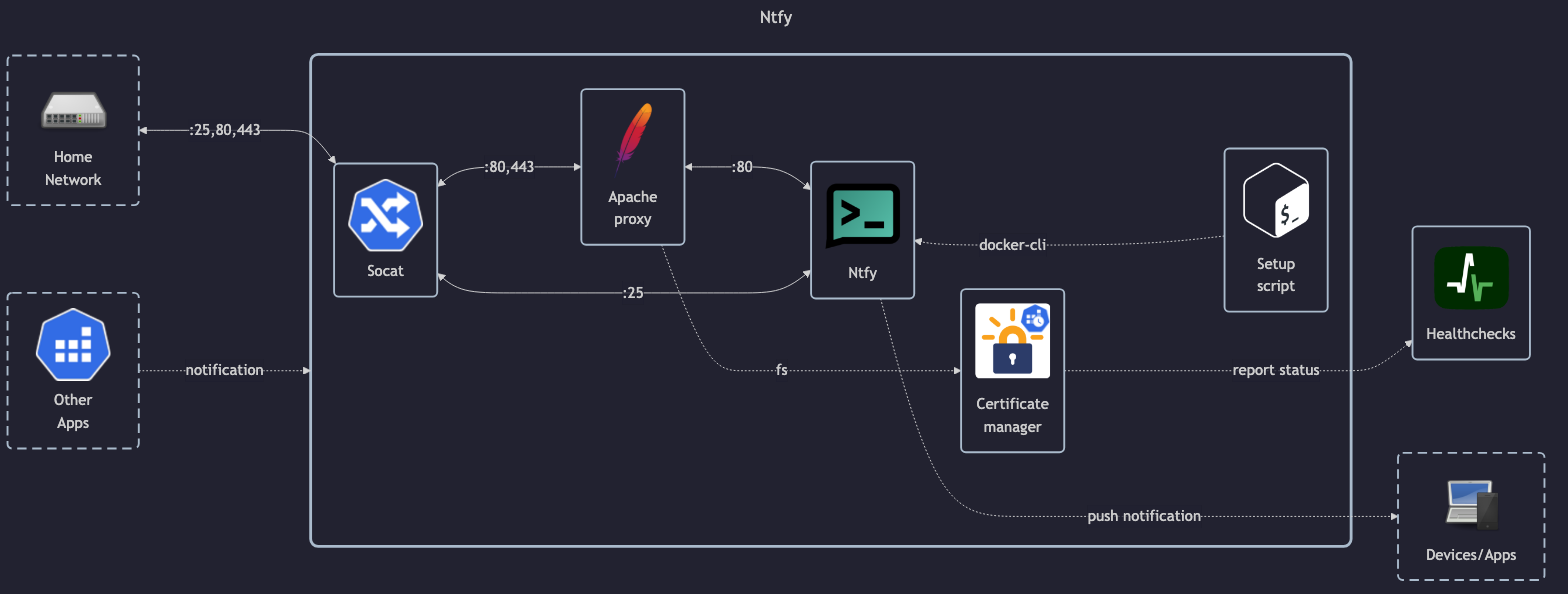 Ntfy
Home
Network
:25,80,443
Socat
:80,443
Apache
proxy
:80
>_
Ntfy
:25
docker-cli
$_
Setup
script
Healthchecks
Other
Apps
notification
fs
Certificate
manager
report status
push notification
Devices/Apps